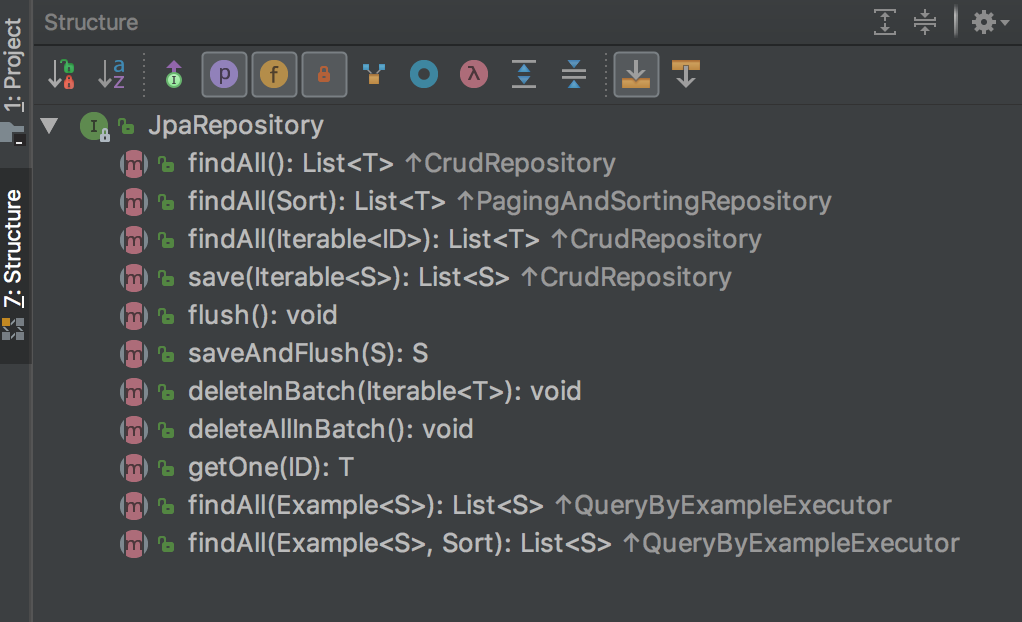 Structure
1: Project
7: Structure
JpaRepository
findAll(): List<T> ↑CrudRepository
findAll(Sort): List<T> ↑PagingAndSortingRepository
findAll(Iterable<ID>): List<T> ↑CrudRepository
save(Iterable<S>): List<S> ↑CrudRepository
flush(): void
saveAndFlush(S): S
deleteInBatch(Iterable<T>): void
deleteAllInBatch(): void
getOne(ID): T
findAll(Example<S>): List<S> ↑QueryByExampleExecutor
findAll(Example<S>, Sort): List<S> ↑QueryByExampleExecutor